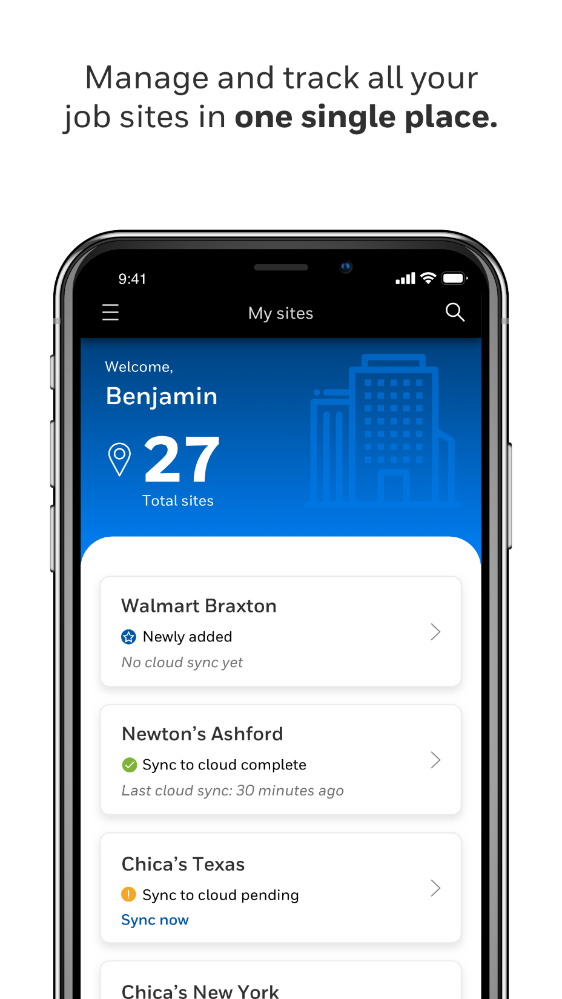 Manage and track all your
job sites in one single place.
9:41
My sites
Welcome,
Benjamin
27
Total sites
Walmart Braxton
Newly added
No cloud sync yet
Newton’s Ashford
Sync to cloud complete
Last cloud sync: 30 minutes ago
Chica’s Texas
Sync to cloud pending
Sync now
Chica’s New York